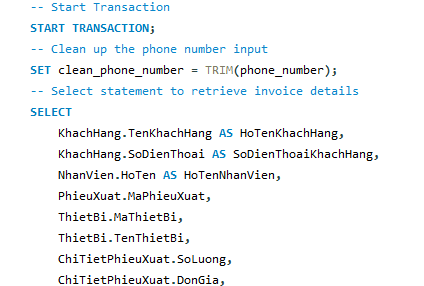 -- Start Transaction
START TRANSACTION;
-- Clean up the phone number input
SET clean_phone_number = TRIM(phone_number);
-- Select statement to retrieve invoice details
SELECT
    KhachHang.TenKhachHang AS HoTenKhachHang,
    KhachHang.SoDienThoai AS SoDienThoaiKhachHang,
    NhanVien.HoTen AS HoTenNhanVien,
    PhieuXuat.MaPhieuXuat,
    ThietBi.MaThietBi,
    ThietBi.TenThietBi,
    ChiTietPhieuXuat.SoLuong,
    ChiTietPhieuXuat.DonGia,